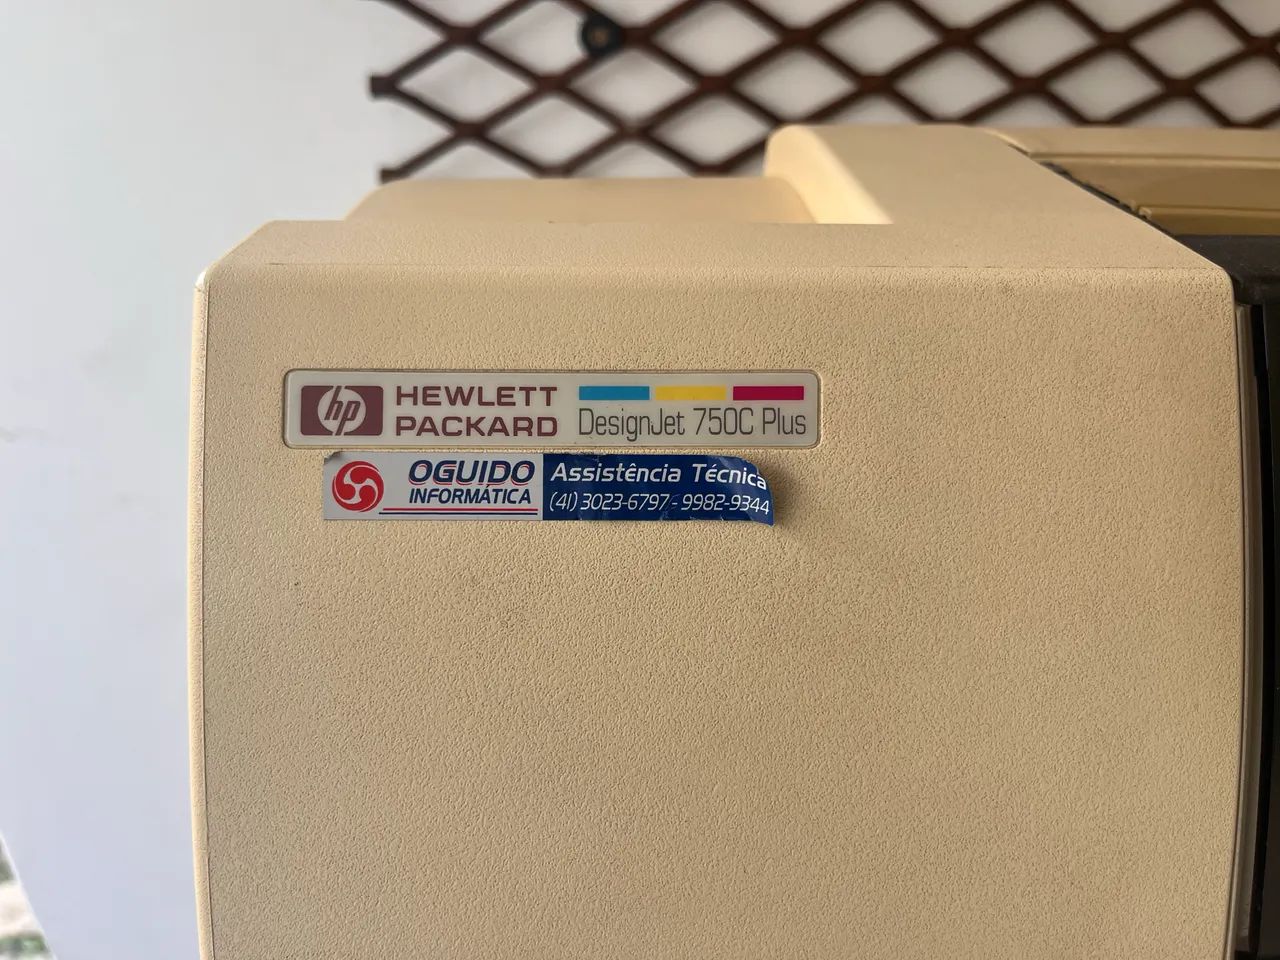 hp HEWLETT
PACKARD
DesignJet 750C Plus
OGUIDO
INFORMÁTICA
Assistência Técnica
(41) 3023-6797 - 9982-9344